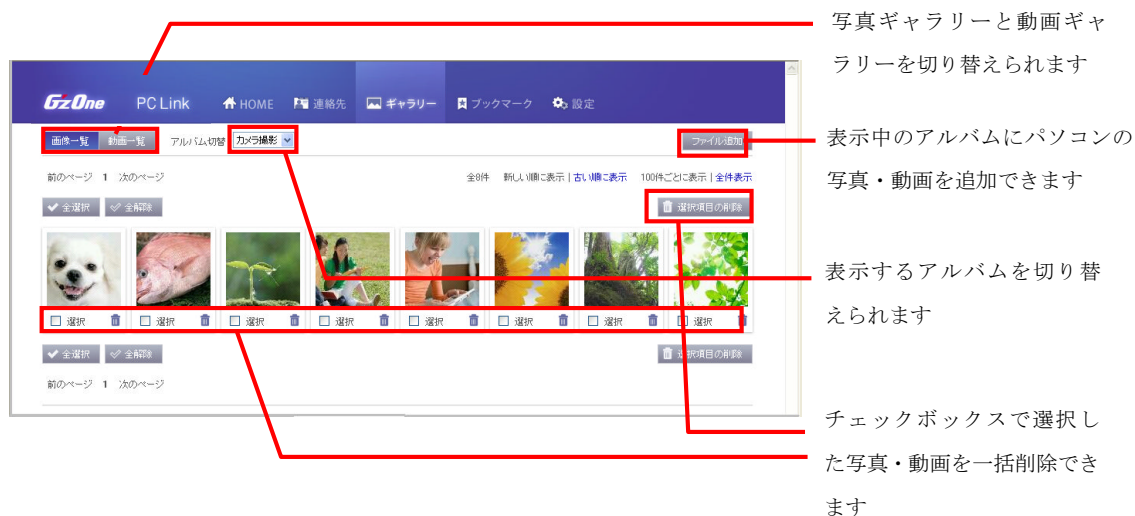 写真ギャラリーと動画ギャ
ラリーを切り替えられます
G'zOne PC Link HOME 連絡先 ギャラリー ブックマーク 設定
画像一覧 動画一覧 アルバム切替 カメラ撮影 ファイル追加
表示中のアルバムにパソコンの
写真・動画を追加できます
前のページ 1 次のページ 全8件 新しい順に表示 | 古い順に表示 100件ごとに表示 | 全件表示
全選択 全解除 選択項目の削除
表示するアルバムを切り替
えられます
選択 選択 選択 選択 選択 選択 選択 選択
全選択 全解除 選択項目の削除
前のページ 1 次のページ
チェックボックスで選択し
た写真・動画を一括削除でき
ます